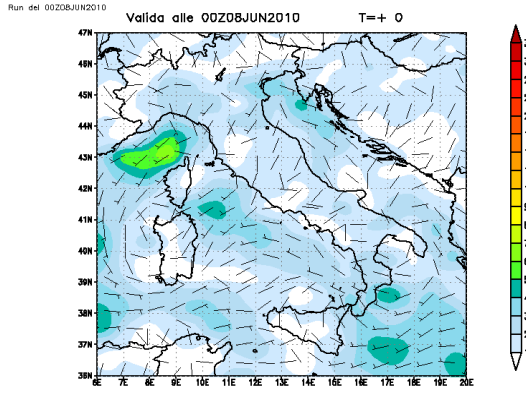 Run del 00Z08JUN2010
Valida alle 00Z08JUN2010 T=+ 0
47N
46N
45N
44N
43N
42N
41N
40N
39N
38N
37N
36N
6E 7E 8E 9E 10E 11E 12E 13E 14E 15E 16E 17E 18E 19E 20E